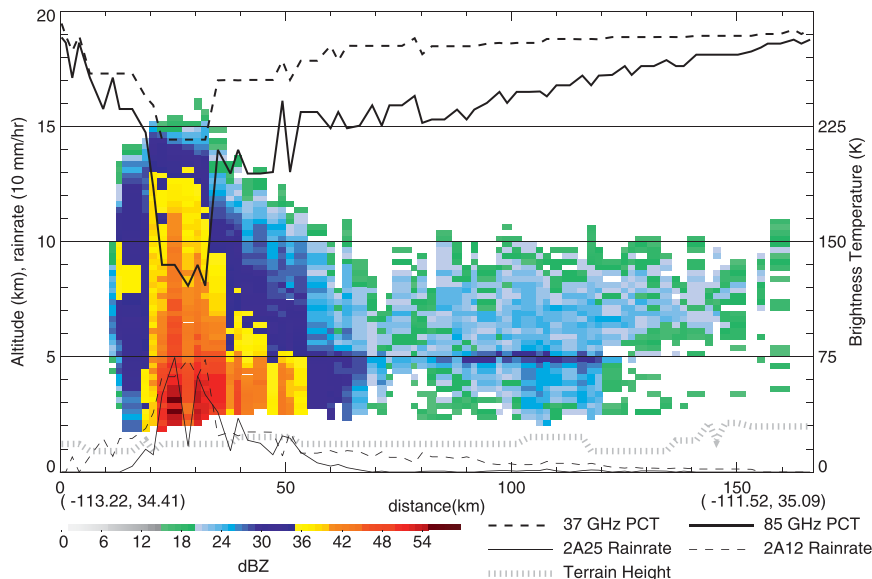 20
15
10
5
0
Altitude (km), rainrate (10 mm/hr)
225
150
75
0
Brightness Temperature (K)
0 50 100 150
distance(km)
( -113.22, 34.41) ( -111.52, 35.09)
0 6 12 18 24 30 36 42 48 54
dBZ
37 GHz PCT 85 GHz PCT
2A25 Rainrate 2A12 Rainrate
Terrain Height